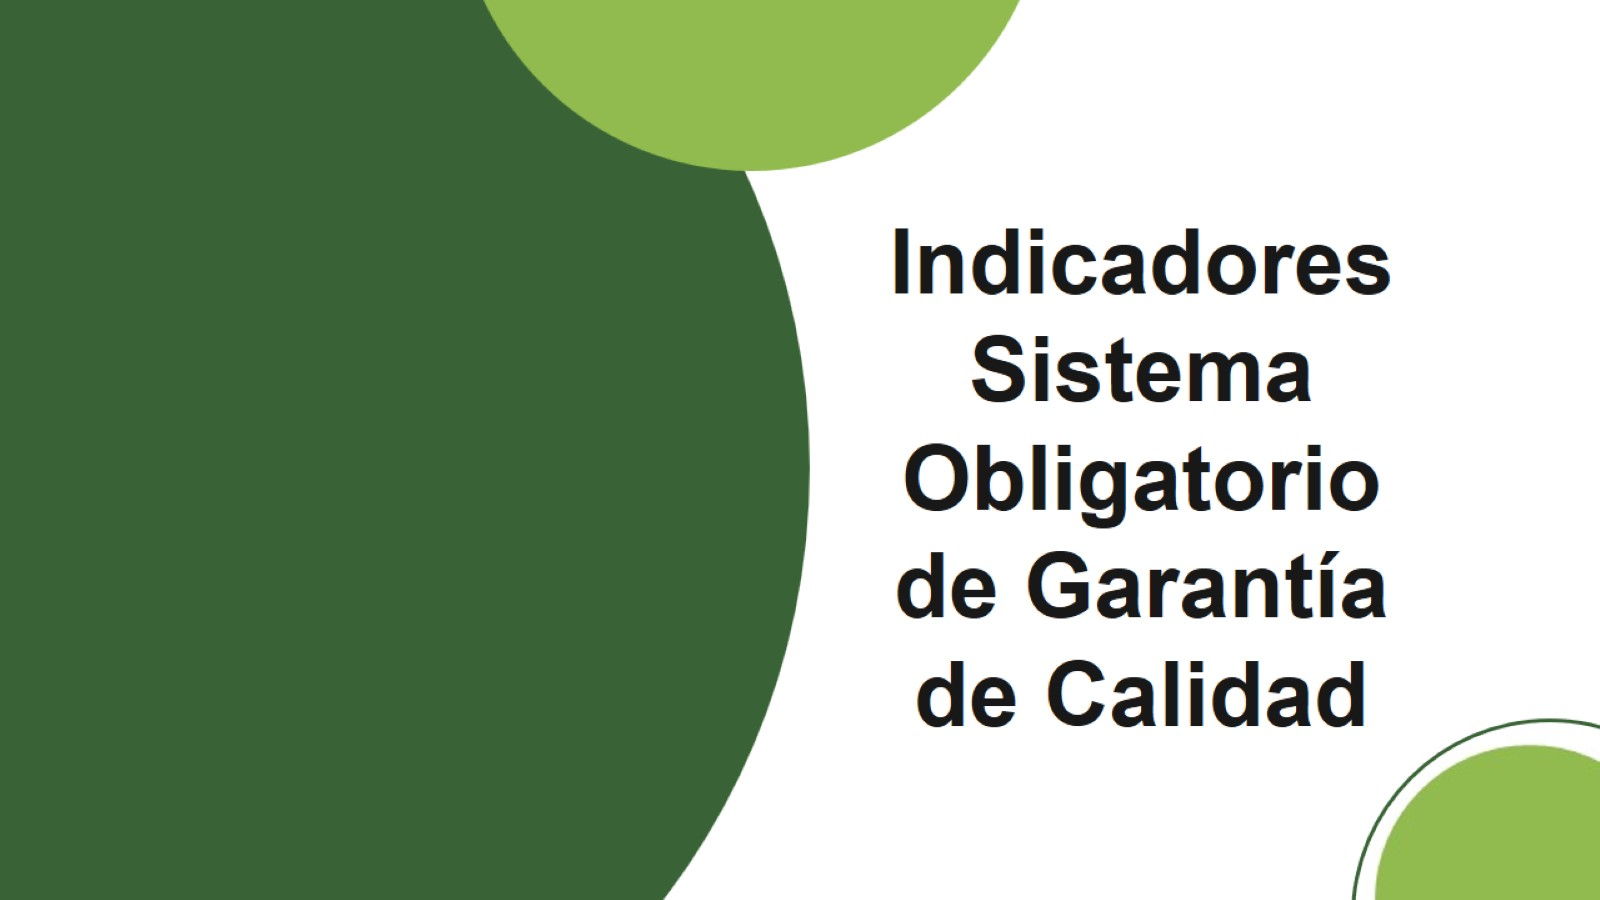 Indicadores
Sistema
Obligatorio
de Garantía
de Calidad